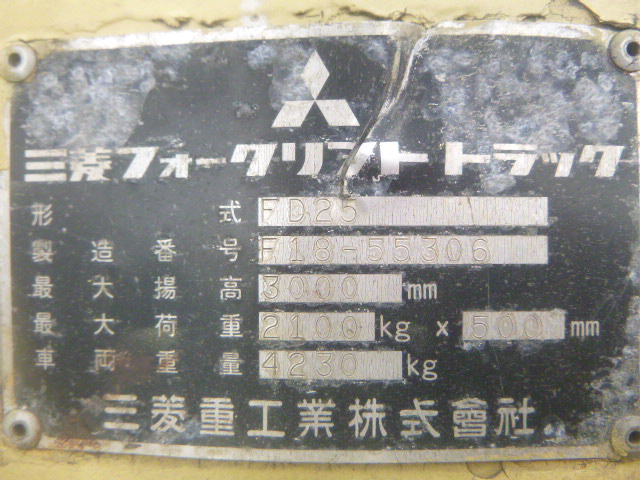 三菱フォークリフト トラック
形式 FD25
製造番号 F18-55306
最大揚高 3000 mm
最大荷重 2100 kg x 500 mm
車両重量 4230 kg
三菱重工業株式會社